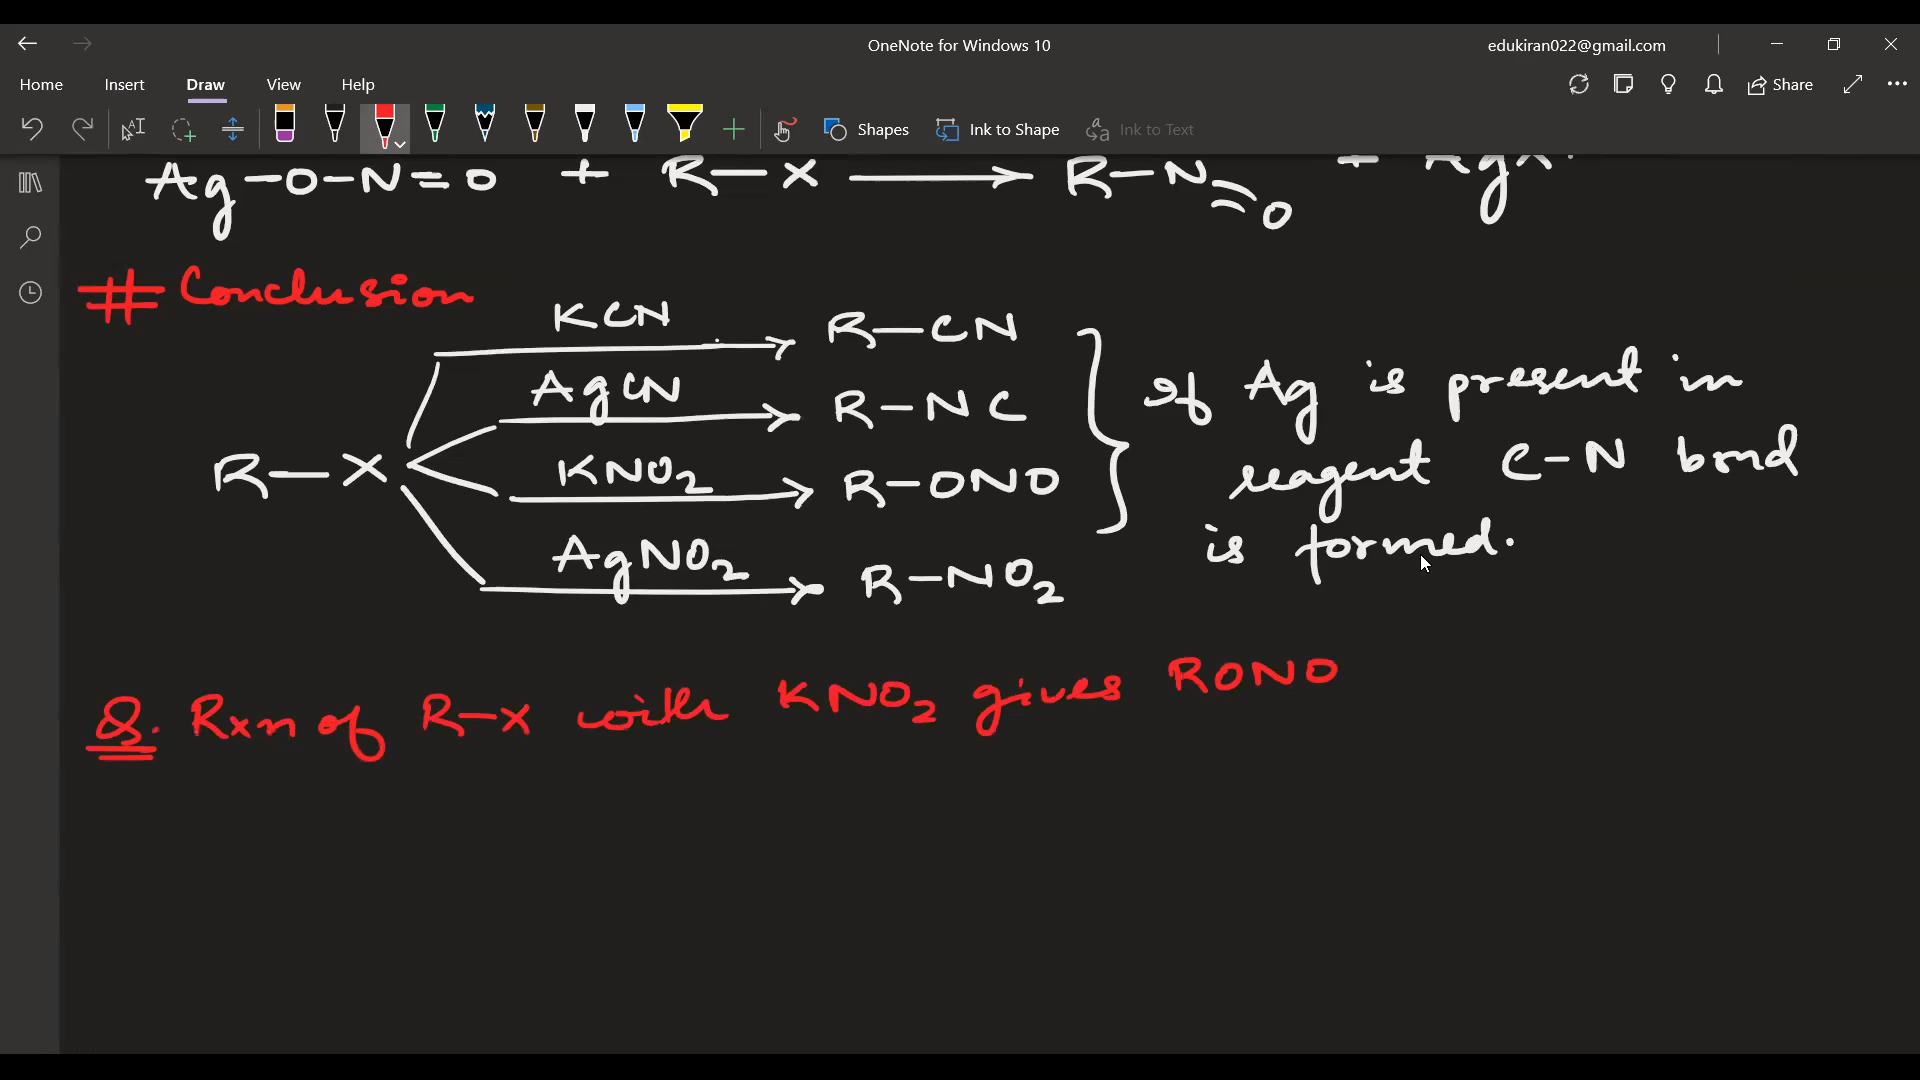 OneNote for Windows 10
edukiran022@gmail.com
Home Insert Draw View Help
Share
Shapes Ink to Shape Ink to Text
Ag-O-N=O + R-X → R-N=O + AgX.
# Conclusion
KCN R-CN
AgCN R-NC
R-X KNO2 R-ONO
AgNO2 R-NO2
If Ag is present in
reagent C-N bond
is formed.
Q. Rxn of R-X with KNO2 gives RONO